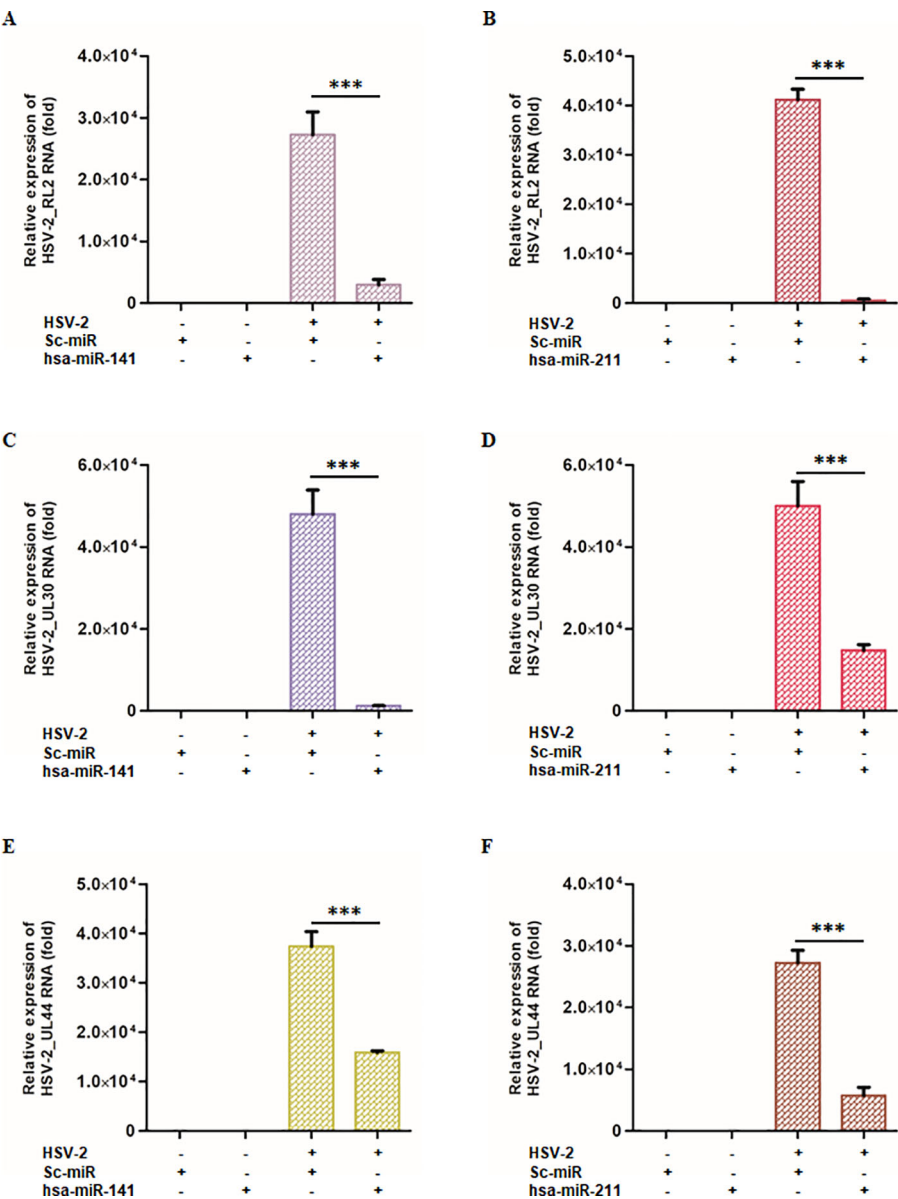 A
Relative expression of
HSV-2_RL2 RNA (fold)
4.0×10⁴
3.0×10⁴
2.0×10⁴
1.0×10⁴
0
***
HSV-2 - - + +
Sc-miR + - + -
hsa-miR-141 - + - +
B
Relative expression of
HSV-2_RL2 RNA (fold)
5.0×10⁴
4.0×10⁴
3.0×10⁴
2.0×10⁴
1.0×10⁴
0
***
HSV-2 - - + +
Sc-miR + - + -
hsa-miR-211 - + - +
C
Relative expression of
HSV-2_UL30 RNA (fold)
6.0×10⁴
4.0×10⁴
2.0×10⁴
0
***
HSV-2 - - + +
Sc-miR + - + -
hsa-miR-141 - + - +
D
Relative expression of
HSV-2_UL30 RNA (fold)
6.0×10⁴
4.0×10⁴
2.0×10⁴
0
***
HSV-2 - - + +
Sc-miR + - + -
hsa-miR-211 - + - +
E
Relative expression of
HSV-2_UL44 RNA (fold)
5.0×10⁴
4.0×10⁴
3.0×10⁴
2.0×10⁴
1.0×10⁴
0
***
HSV-2 - - + +
Sc-miR + - + -
hsa-miR-141 - + - +
F
Relative expression of
HSV-2_UL44 RNA (fold)
4.0×10⁴
3.0×10⁴
2.0×10⁴
1.0×10⁴
0
***
HSV-2 - - + +
Sc-miR + - + -
hsa-miR-211 - + - +